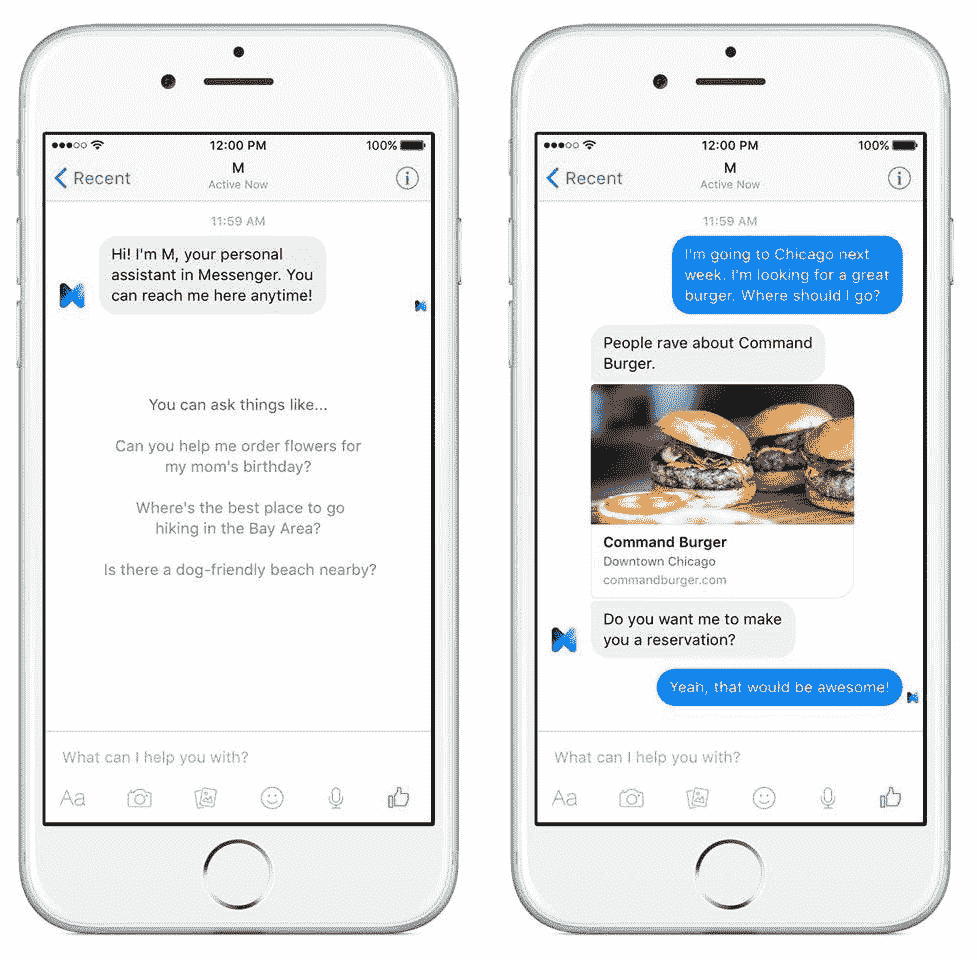 12:00 PM
100%
Recent
M
Active Now
11:59 AM
Hi! I'm M, your personal
assistant in Messenger. You
can reach me here anytime!
You can ask things like...
Can you help me order flowers for
my mom's birthday?
Where's the best place to go
hiking in the Bay Area?
Is there a dog-friendly beach nearby?
What can I help you with?
Aa
12:00 PM
100%
Recent
M
Active Now
11:59 AM
I'm going to Chicago next
week. I'm looking for a great
burger. Where should I go?
People rave about Command
Burger.
Command Burger
Downtown Chicago
commandburger.com
Do you want me to make
you a reservation?
Yeah, that would be awesome!
What can I help you with?
Aa